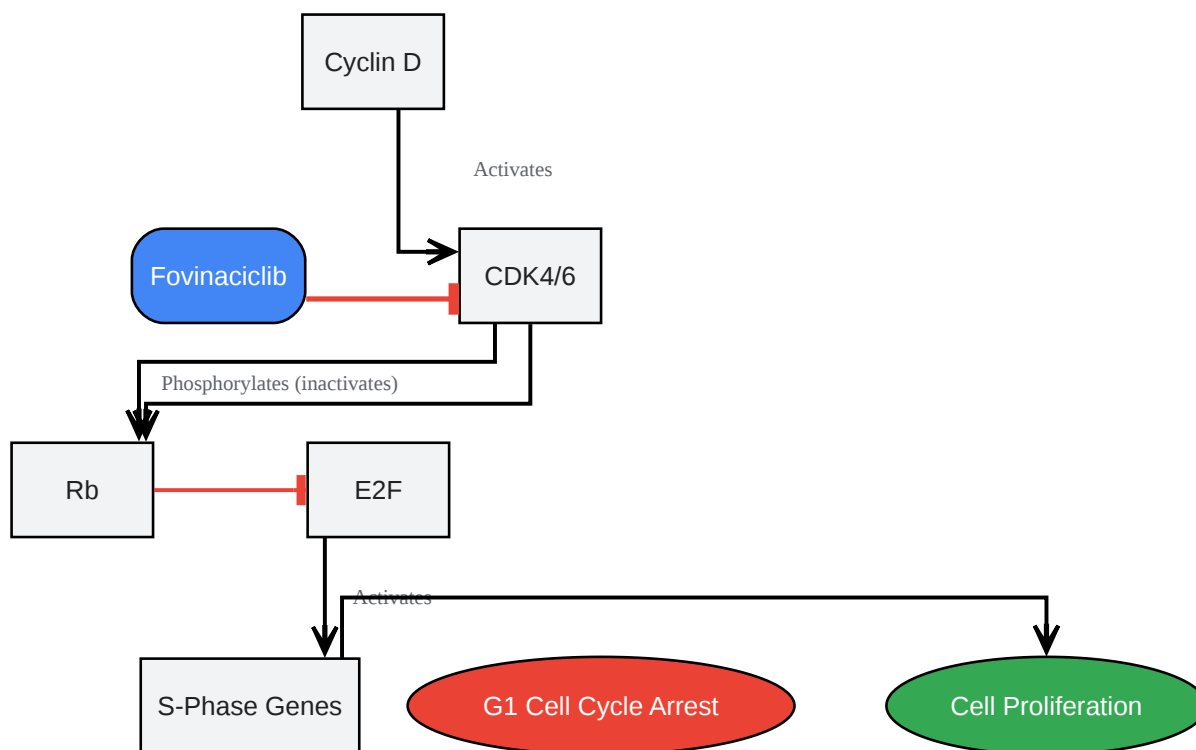 Cyclin D
Activates
Fovinaciclib
CDK4/6
Phosphorylates (inactivates)
Rb
E2F
Activates
S-Phase Genes
G1 Cell Cycle Arrest
Cell Proliferation